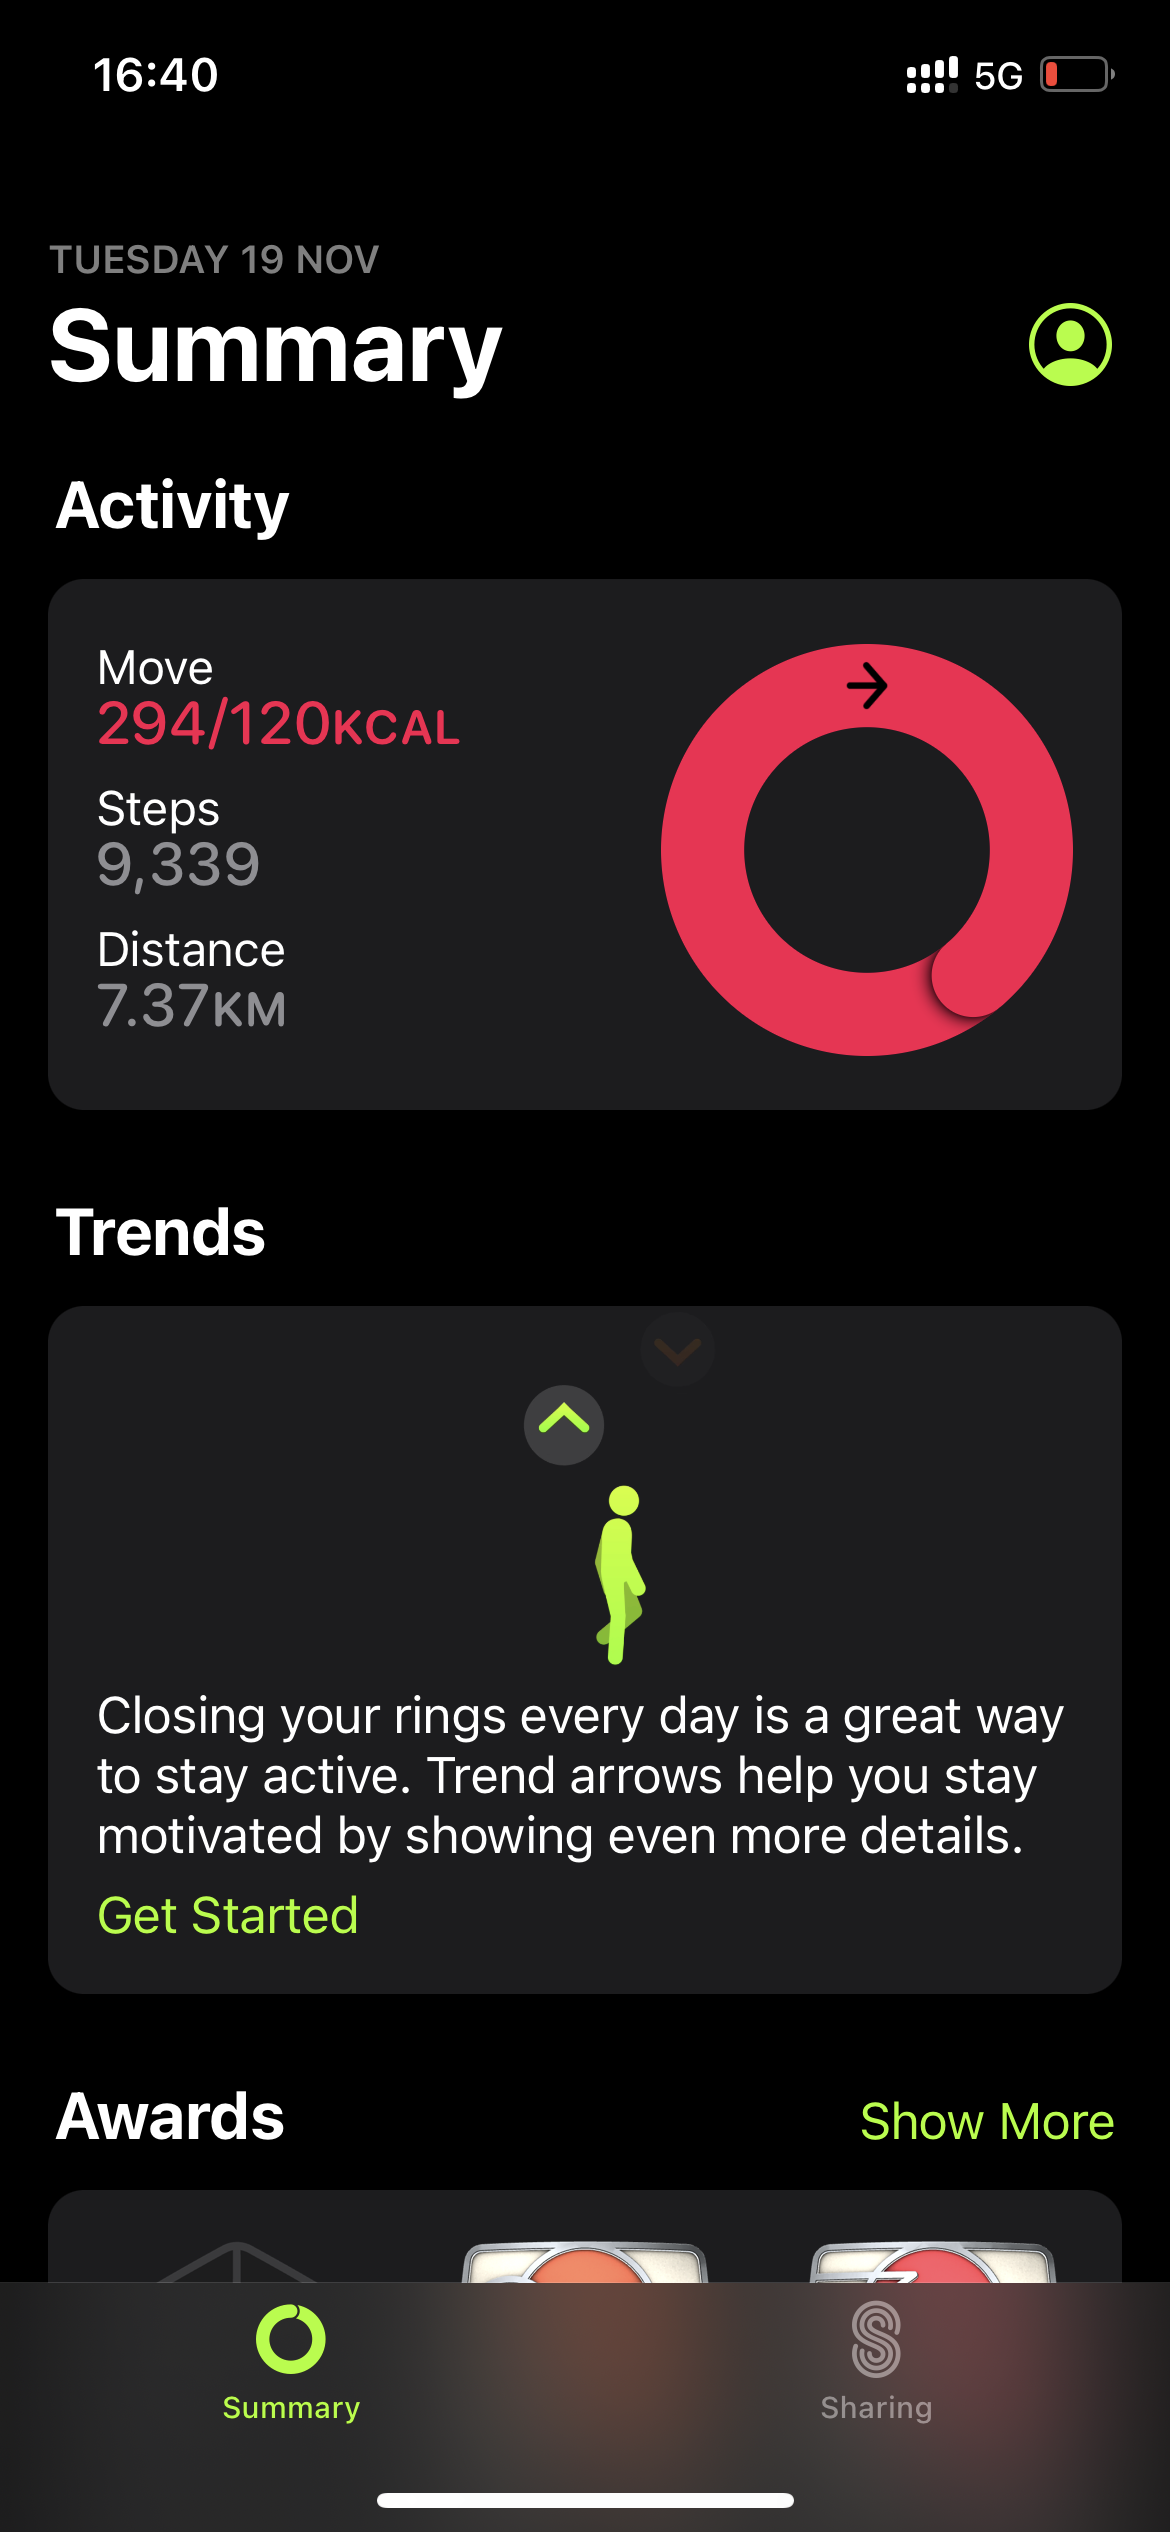 16:40
5G
TUESDAY 19 NOV
Summary
Activity
Move
294/120KCAL
Steps
9,339
Distance
7.37KM
Trends
Closing your rings every day is a great way
to stay active. Trend arrows help you stay
motivated by showing even more details.
Get Started
Awards
Show More
Summary
Sharing